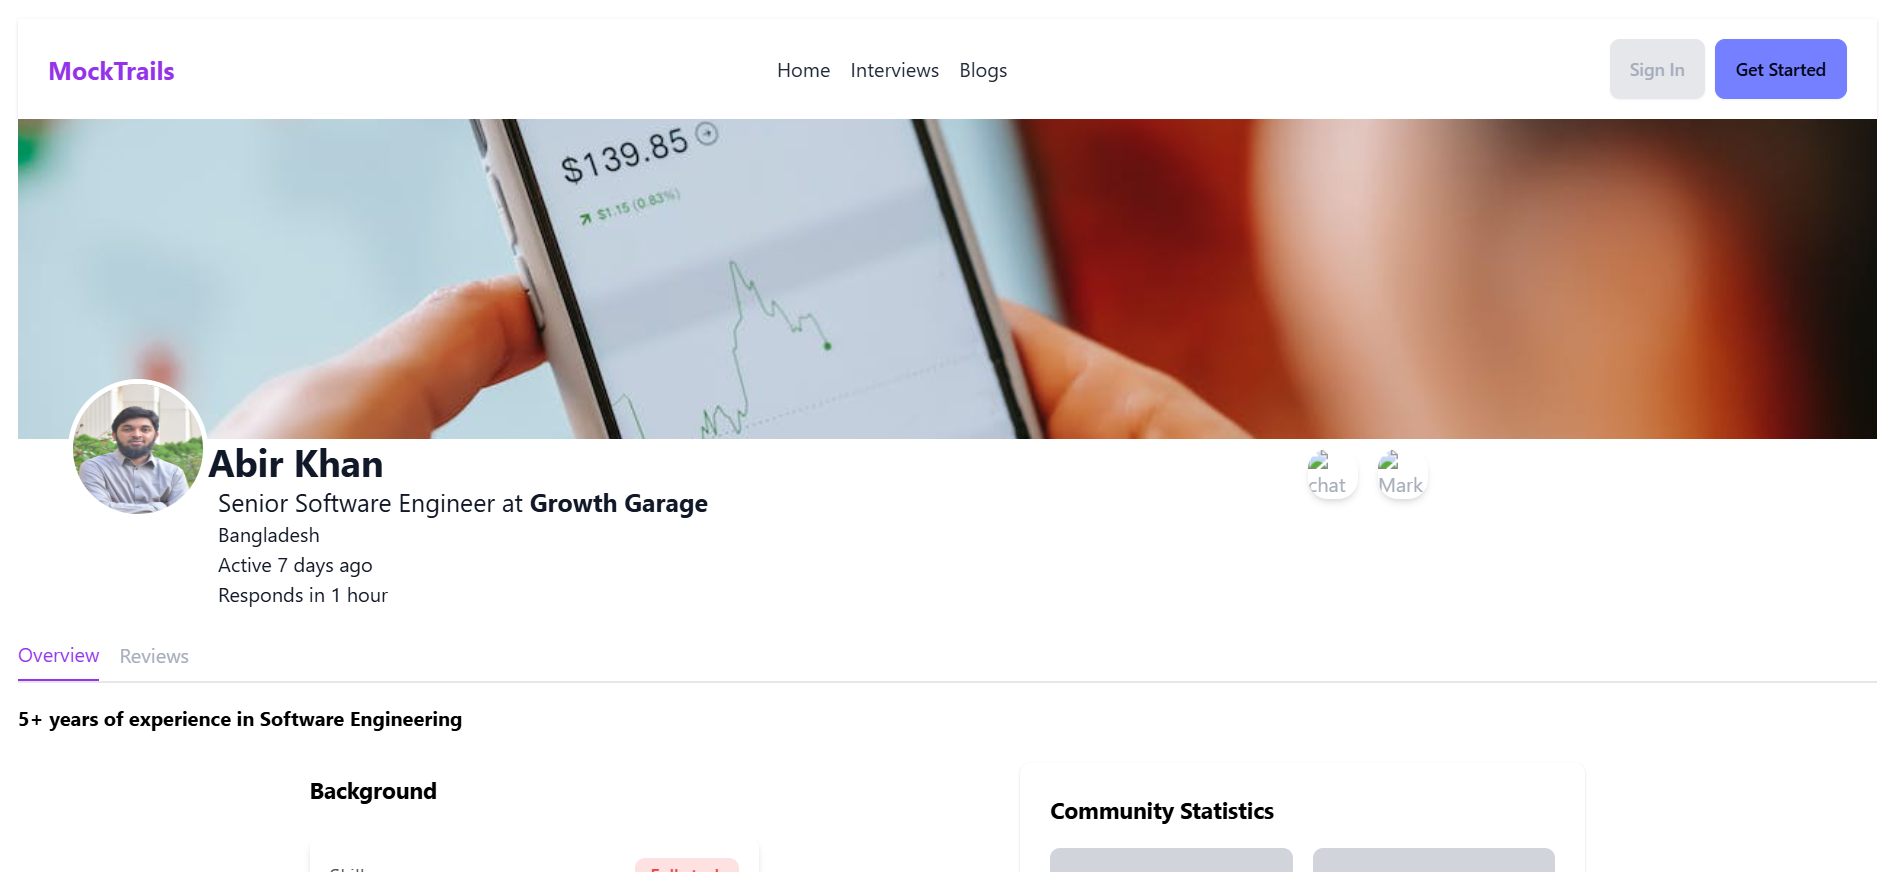 MockTrails
Home Interviews Blogs
Sign In Get Started
$139.85
$1.15 (0.83%)
Abir Khan
chat Mark
Senior Software Engineer at Growth Garage
Bangladesh
Active 7 days ago
Responds in 1 hour
Overview Reviews
5+ years of experience in Software Engineering
Background
Community Statistics